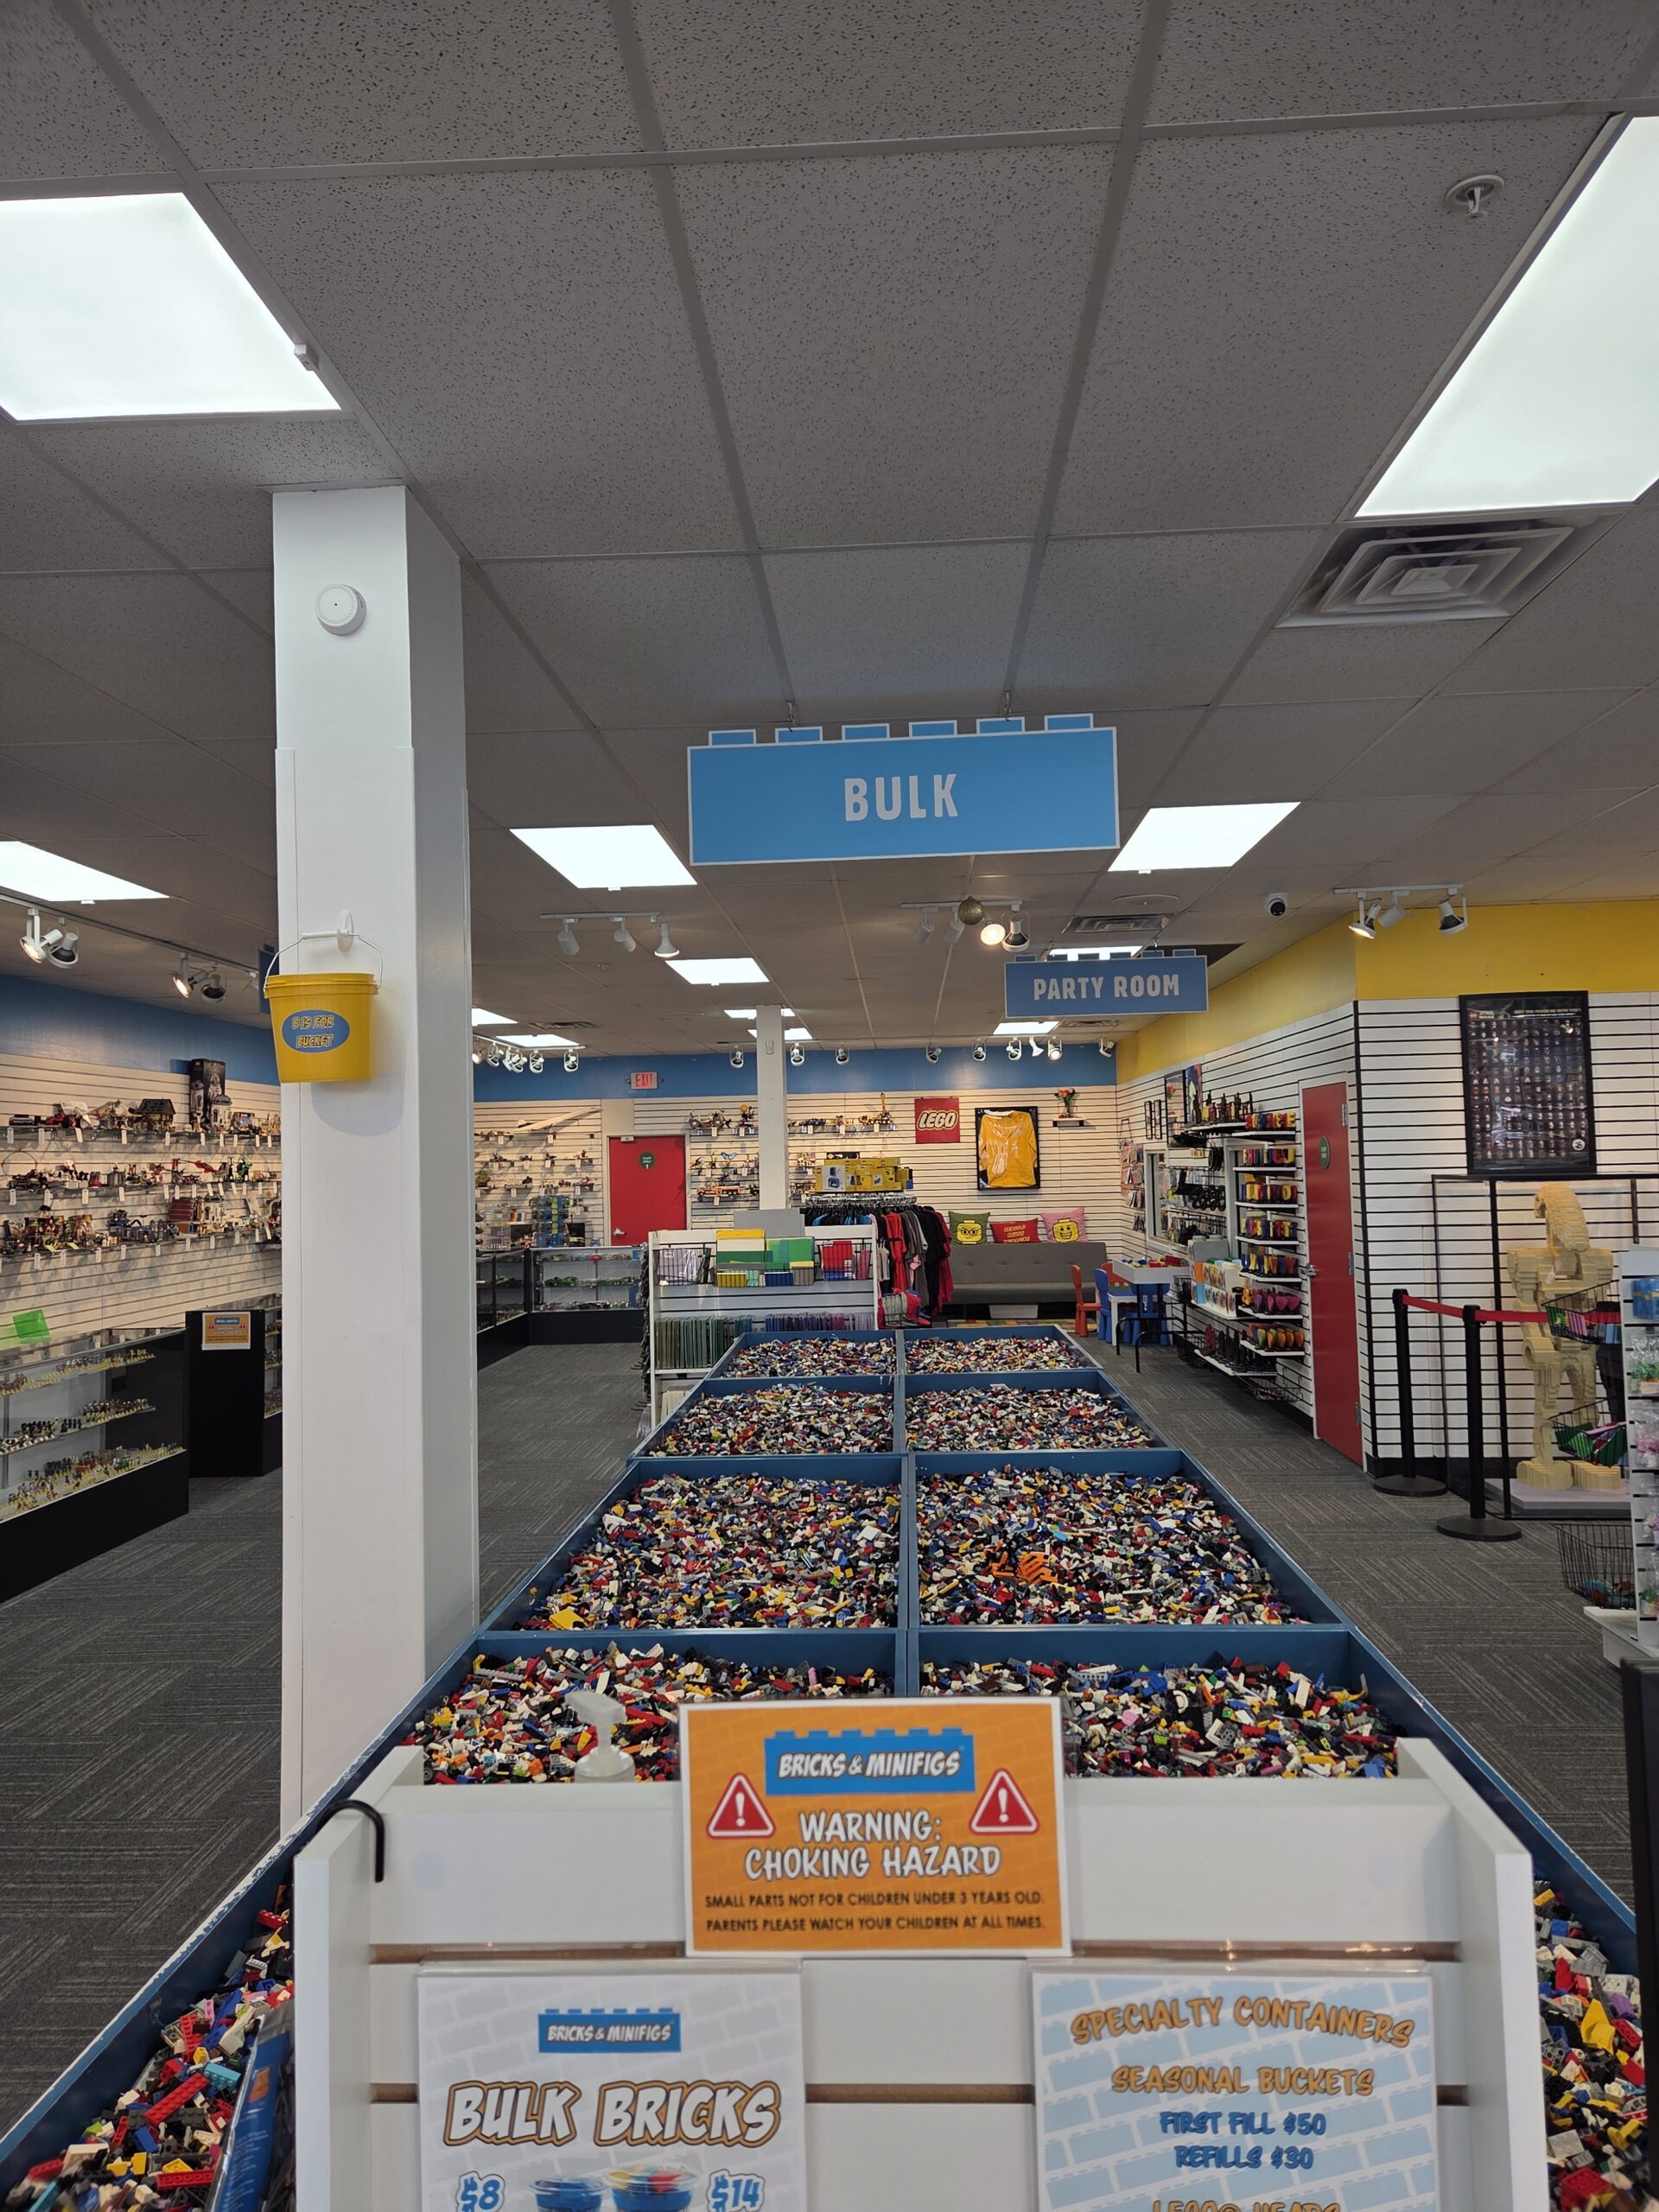 BULK
PARTY ROOM
B IS FOR
BUCKET
EXIT
LEGO
BRICKS & MINIFIGS
WARNING:
CHOKING HAZARD
SMALL PARTS NOT FOR CHILDREN UNDER 3 YEARS OLD.
PARENTS PLEASE WATCH YOUR CHILDREN AT ALL TIMES.
BRICKS & MINIFIGS
BULK BRICKS
$8
$14
SPECIALTY CONTAINERS
SEASONAL BUCKETS
FIRST FILL $50
REFILLS $30
LEGO® HEADS